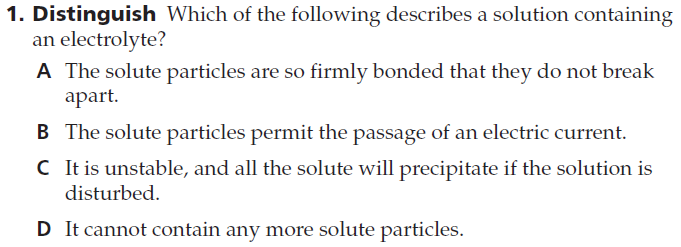 1. Distinguish Which of the following describes a solution containing
an electrolyte?
A The solute particles are so firmly bonded that they do not break
apart.
B The solute particles permit the passage of an electric current.
C It is unstable, and all the solute will precipitate if the solution is
disturbed.
D It cannot contain any more solute particles.